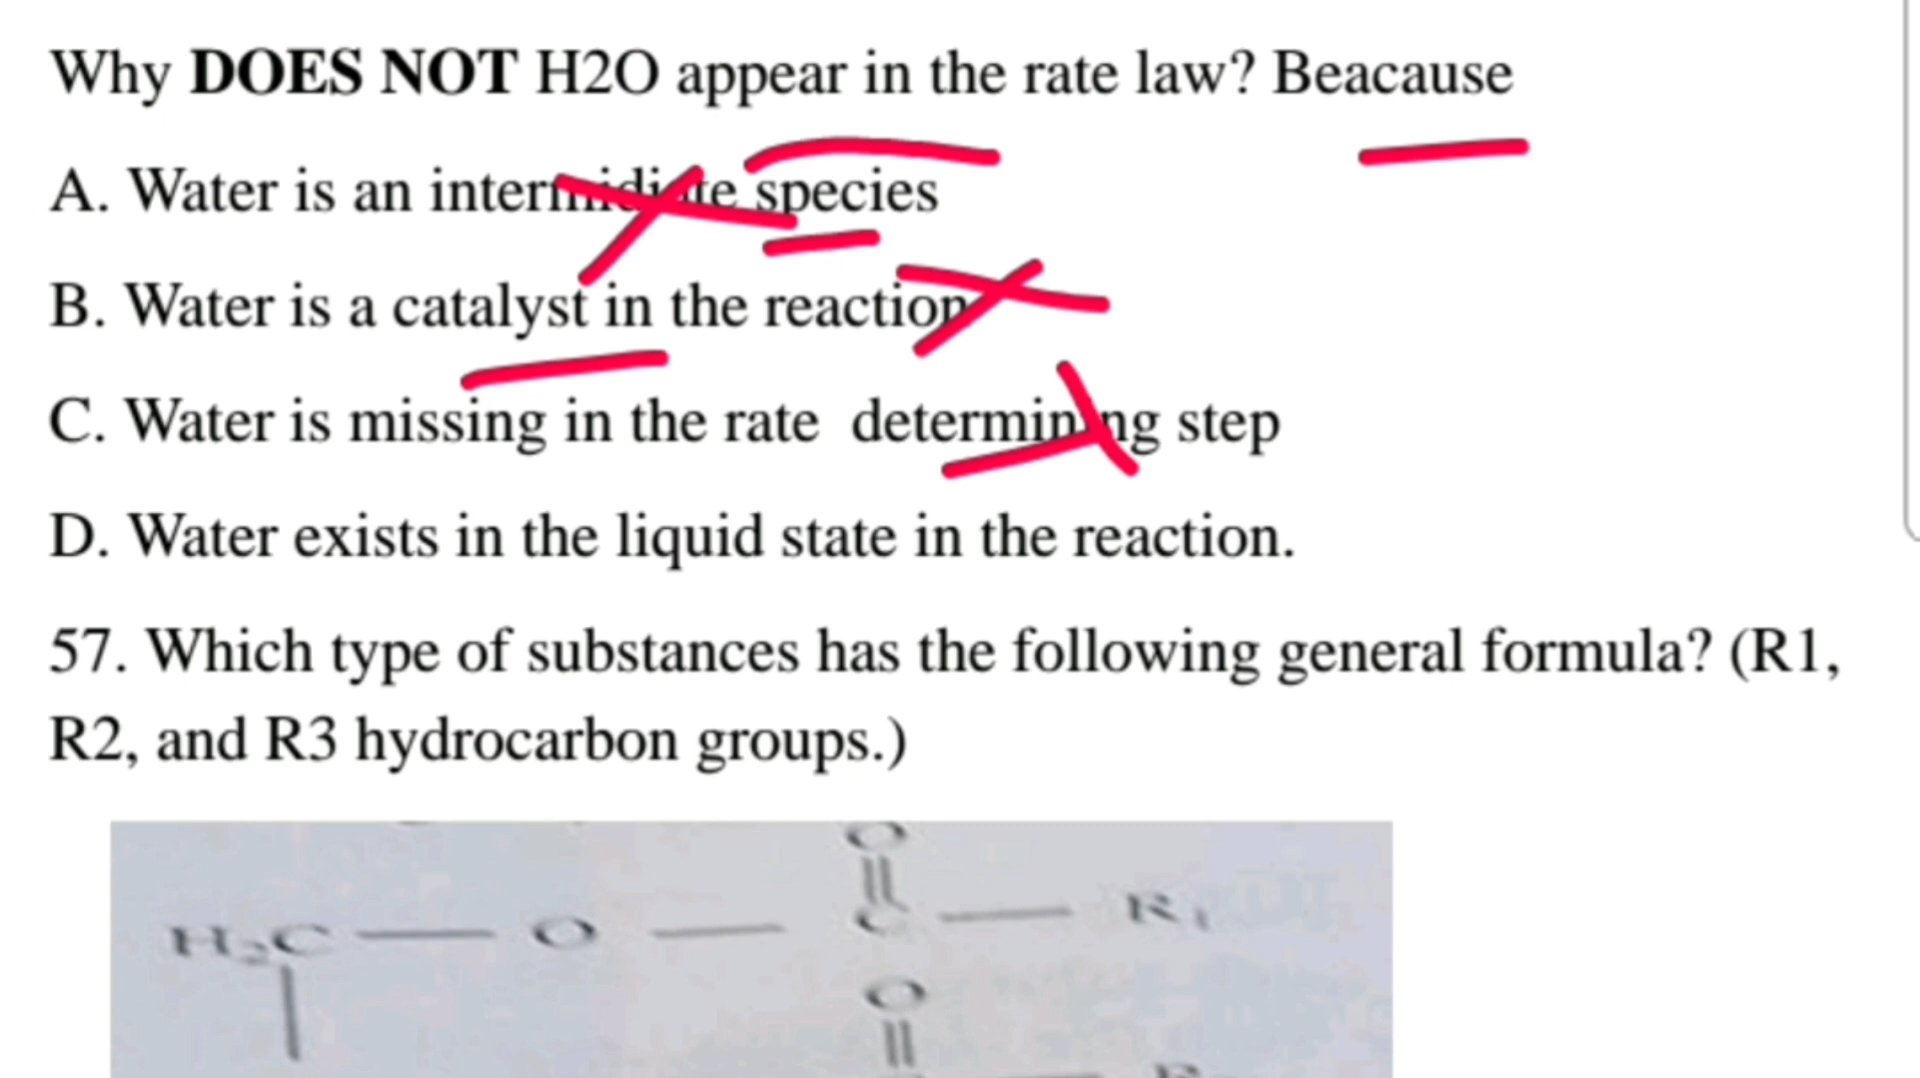 Why DOES NOT H2O appear in the rate law? Beacause
A. Water is an intermidiate species
B. Water is a catalyst in the reaction
C. Water is missing in the rate determining step
D. Water exists in the liquid state in the reaction.
57. Which type of substances has the following general formula? (R1,
R2, and R3 hydrocarbon groups.)
O
H₂C — O — C — R₁
O